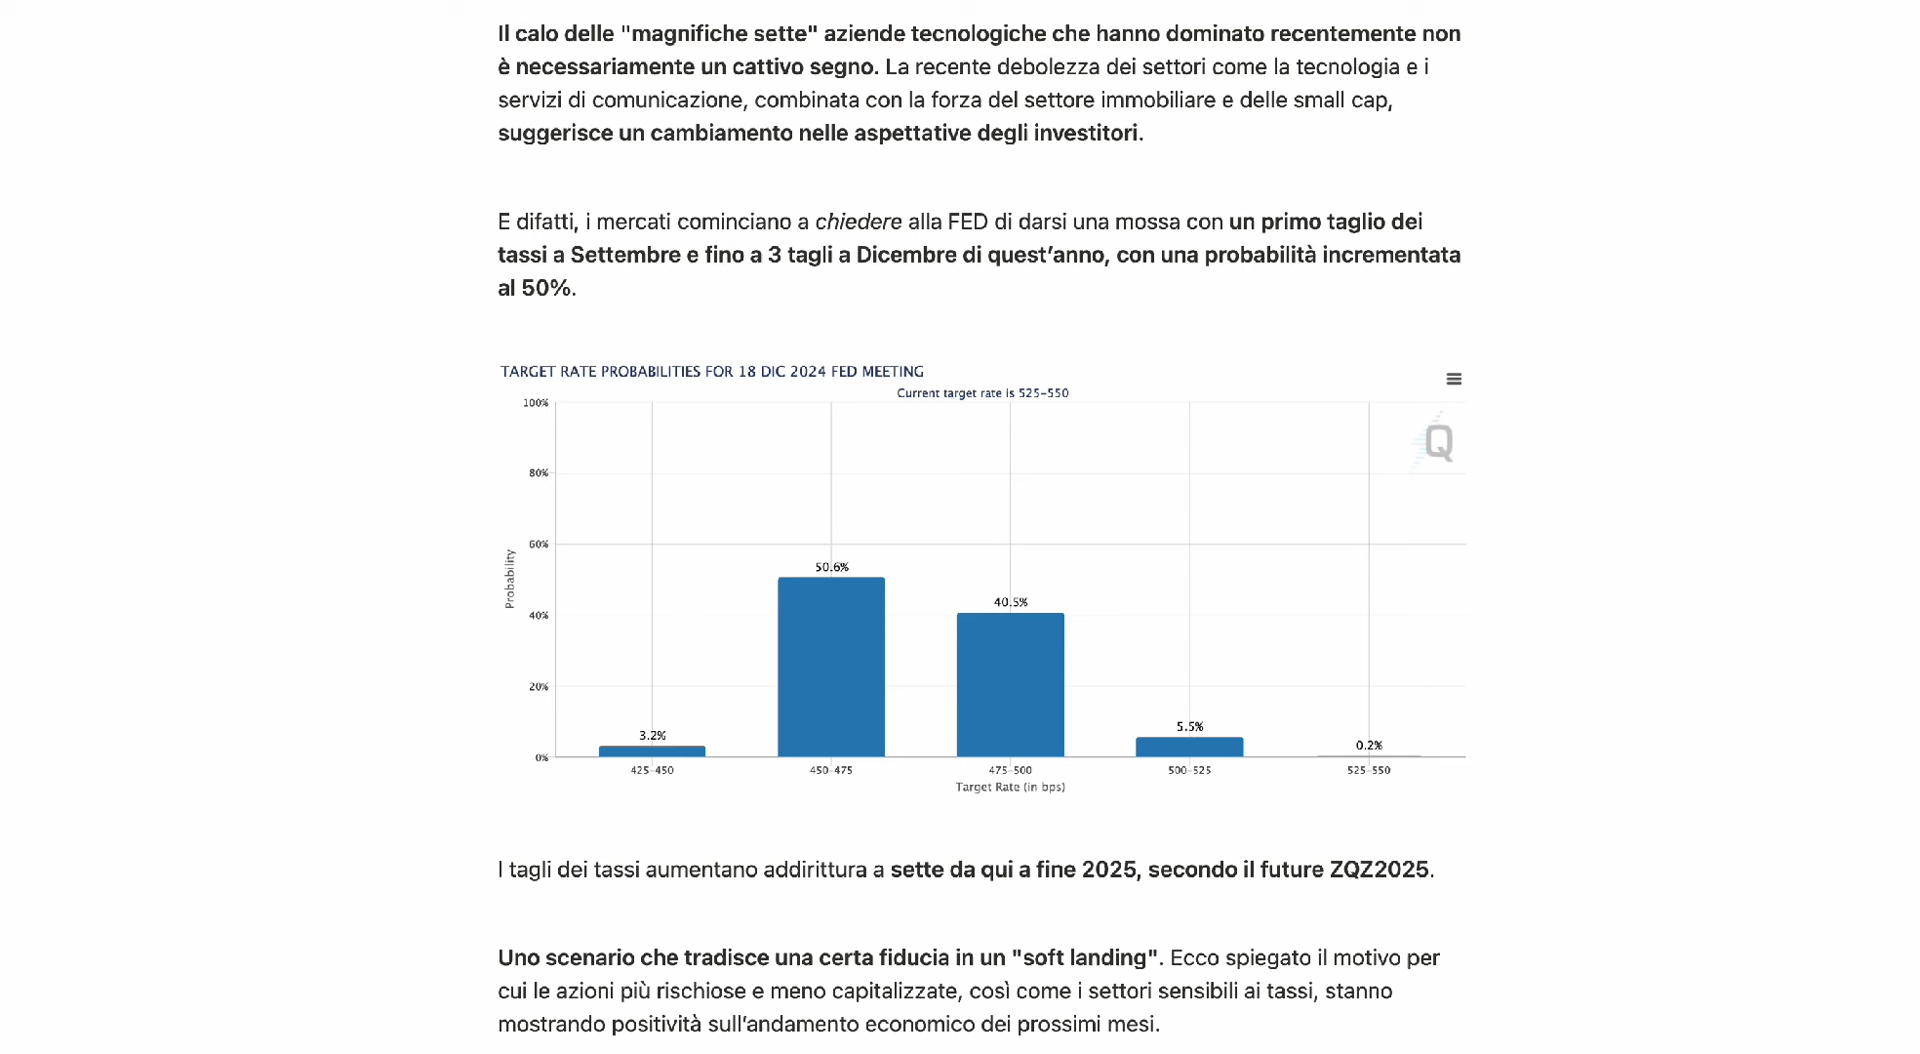 Il calo delle "magnifiche sette" aziende tecnologiche che hanno dominato recentemente non
è necessariamente un cattivo segno. La recente debolezza dei settori come la tecnologia e i
servizi di comunicazione, combinata con la forza del settore immobiliare e delle small cap,
suggerisce un cambiamento nelle aspettative degli investitori.
E difatti, i mercati cominciano a chiedere alla FED di darsi una mossa con un primo taglio dei
tassi a Settembre e fino a 3 tagli a Dicembre di quest’anno, con una probabilità incrementata
al 50%.
TARGET RATE PROBABILITIES FOR 18 DIC 2024 FED MEETING
Current target rate is 525–550
100%
80%
60%
40%
20%
0%
Probability
Q
3.2%
50.6%
40.5%
5.5%
0.2%
425–450
450–475
475–500
500–525
525–550
Target Rate (in bps)
I tagli dei tassi aumentano addirittura a sette da qui a fine 2025, secondo il future ZQZ2025.
Uno scenario che tradisce una certa fiducia in un "soft landing". Ecco spiegato il motivo per
cui le azioni più rischiose e meno capitalizzate, così come i settori sensibili ai tassi, stanno
mostrando positività sull’andamento economico dei prossimi mesi.